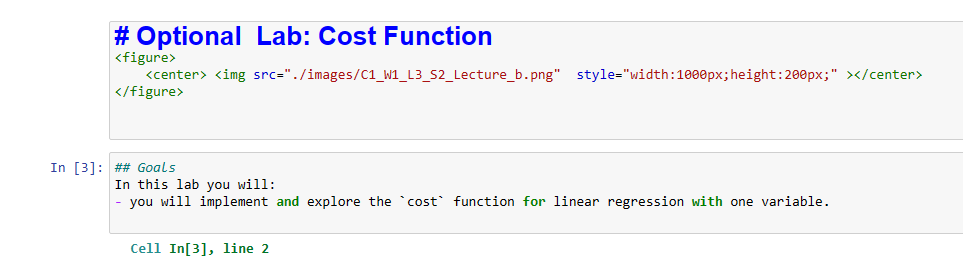 # Optional  Lab: Cost Function
<figure>
    <center> <img src="./images/C1_W1_L3_S2_Lecture_b.png"  style="width:1000px;height:200px;" ></center>
</figure>
In [3]: ## Goals
In this lab you will:
- you will implement and explore the `cost` function for linear regression with one variable.
Cell In[3], line 2